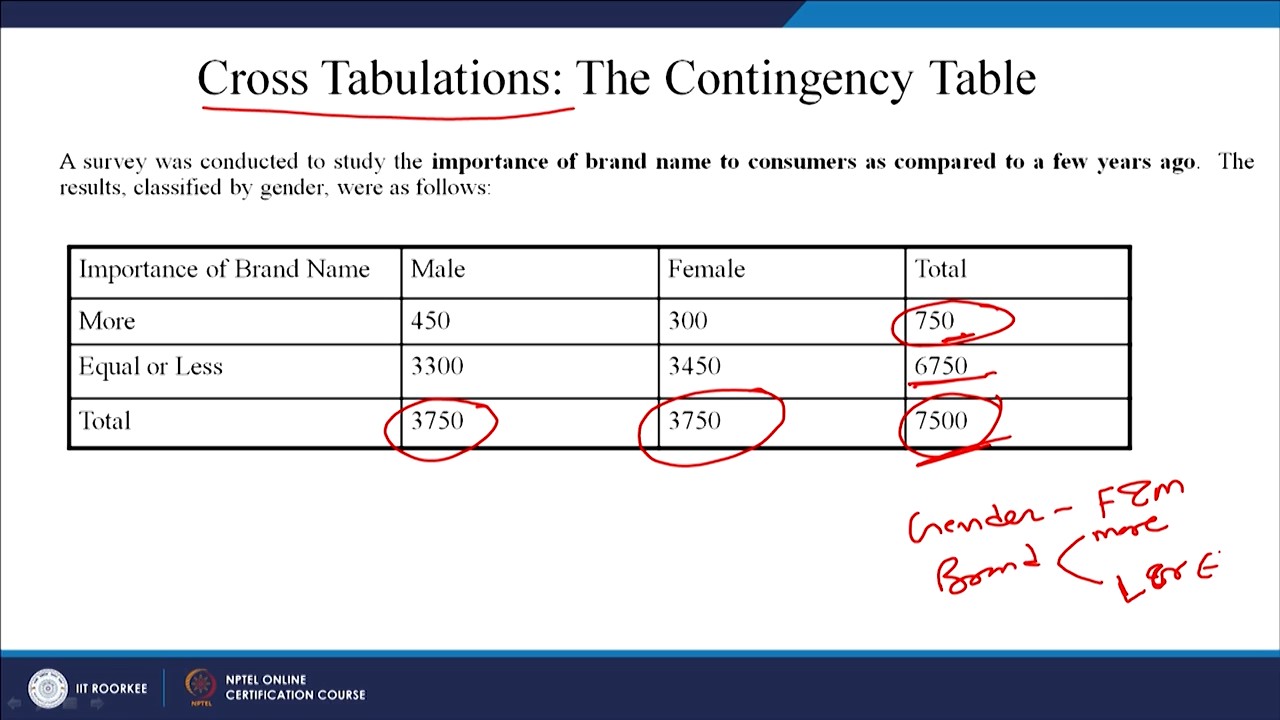 Cross Tabulations: The Contingency Table
A survey was conducted to study the importance of brand name to consumers as compared to a few years ago. The
results, classified by gender, were as follows:
Importance of Brand Name Male Female Total
More 450 300 750
Equal or Less 3300 3450 6750
Total 3750 3750 7500
Gender - F & m
more
Brand
L or E
IIT ROORKEE
NPTEL
NPTEL ONLINE
CERTIFICATION COURSE